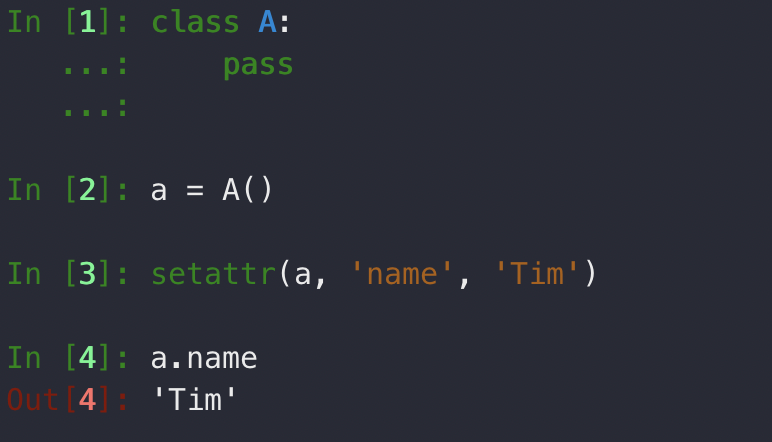 In [1]: class A:
   ...:     pass
   ...:
In [2]: a = A()
In [3]: setattr(a, 'name', 'Tim')
In [4]: a.name
Out[4]: 'Tim'